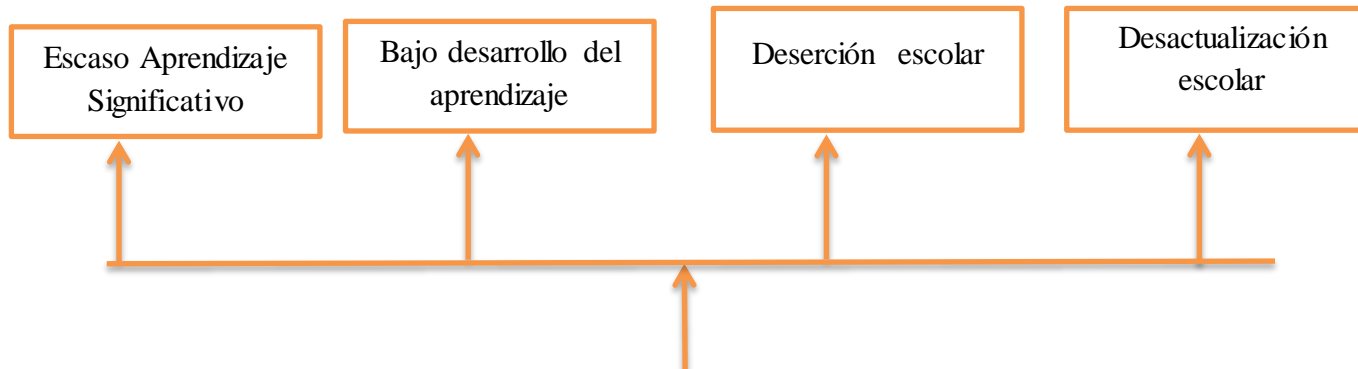 Escaso Aprendizaje
Significativo
Bajo desarrollo del
aprendizaje
Deserción escolar
Desactualización
escolar